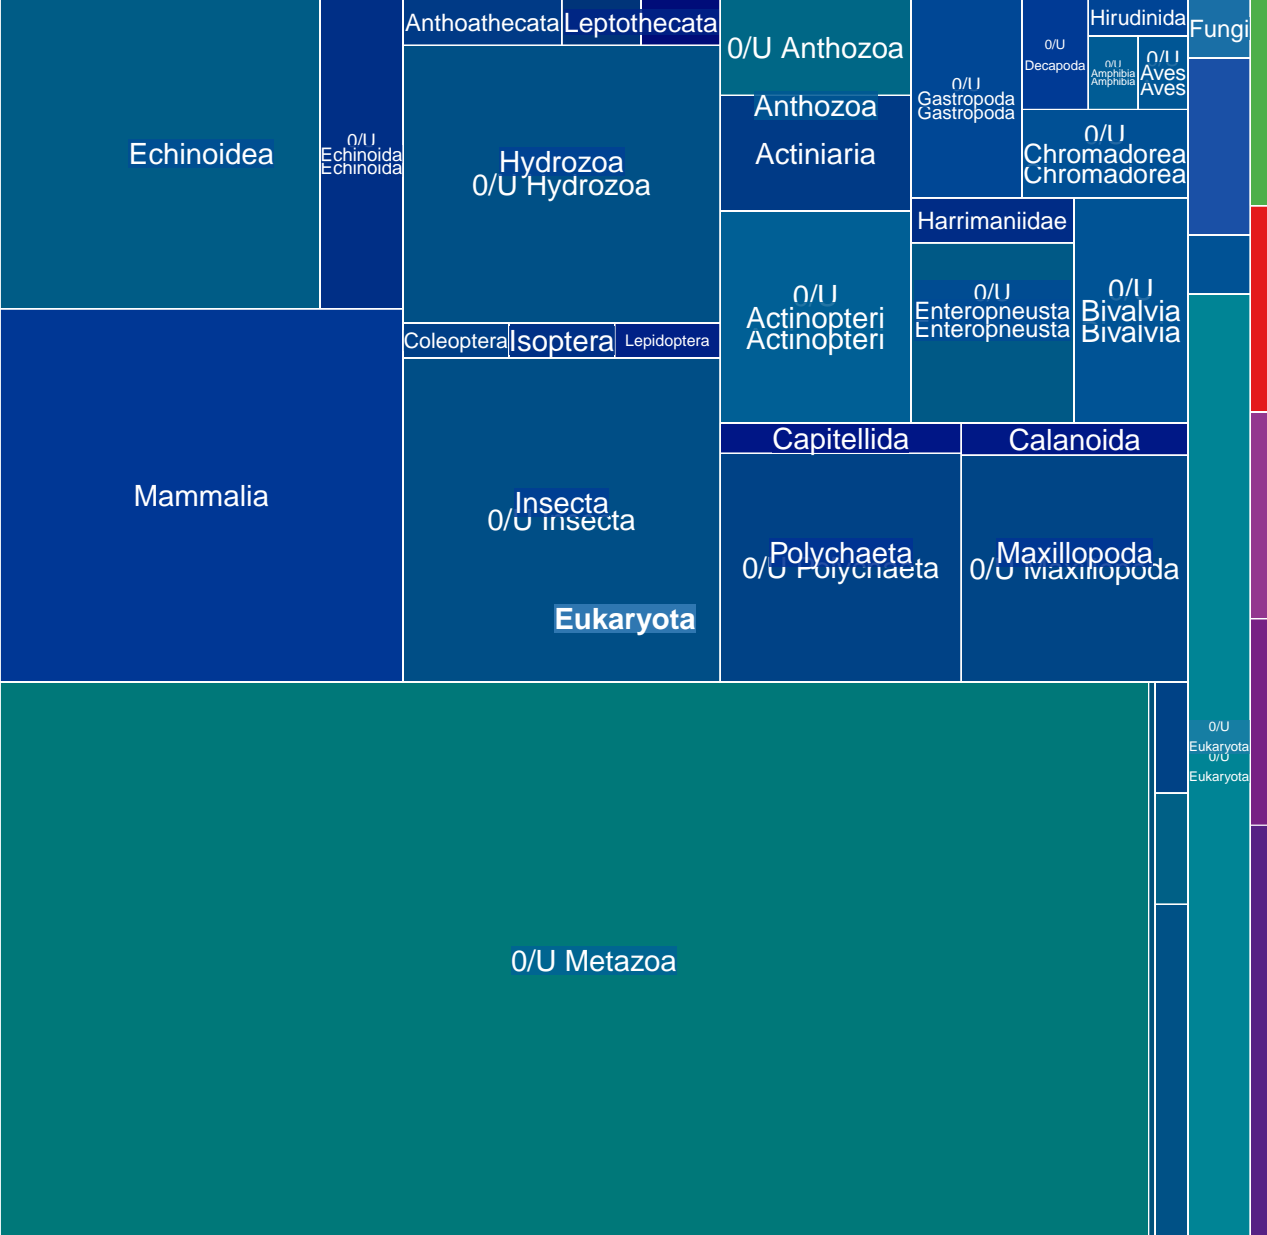 Anthoathecata
Leptothecata
0/U Anthozoa
Hirudinida
Fungi
0/U
Decapoda
0/U
Amphibia
Amphibia
0/U
Aves
Aves
0/U
Gastropoda
Gastropoda
Anthozoa
Actiniaria
Echinoidea
0/U
Echinoida
Echinoida
Hydrozoa
0/U Hydrozoa
0/U
Chromadorea
Chromadorea
Harrimaniidae
0/U
Actinopteri
Actinopteri
0/U
Enteropneusta
Enteropneusta
0/U
Bivalvia
Bivalvia
Coleoptera
Isoptera
Lepidoptera
Capitellida
Calanoida
Mammalia
Insecta
0/U Insecta
Polychaeta
0/U Polychaeta
Maxillopoda
0/U Maxillopoda
Eukaryota
0/U
Eukaryota
0/U
Eukaryota
0/U Metazoa